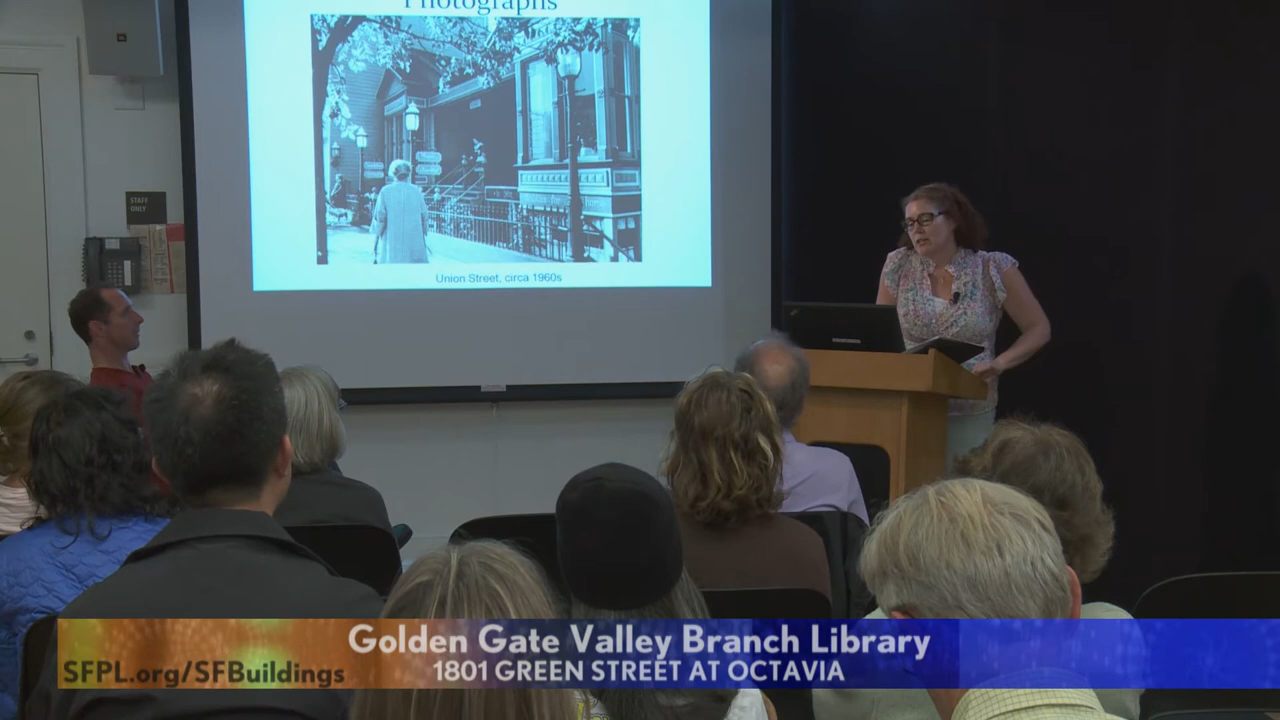 Photographs
Union Street, circa 1960s
STAFF
ONLY
Golden Gate Valley Branch Library
1801 GREEN STREET AT OCTAVIA
SFPL.org/SFBuildings